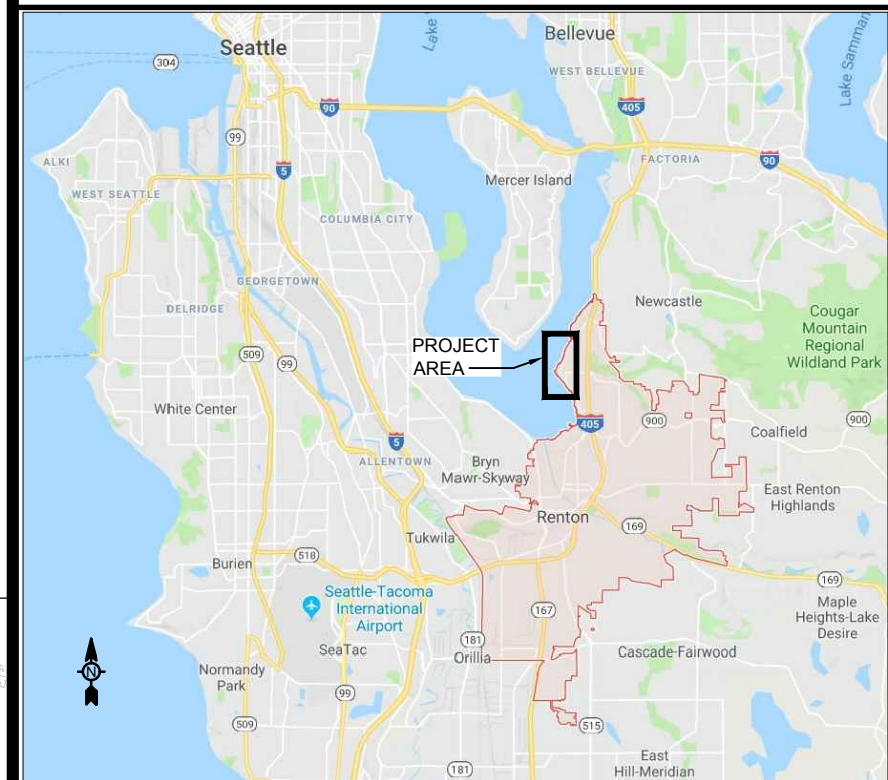 Seattle
Lake
Bellevue
Lake Samman
304
WEST BELLEVUE
90
405
99
ALKI
5
FACTORIA
90
Mercer Island
WEST SEATTLE
COLUMBIA CITY
GEORGETOWN
DELRIDGE
Newcastle
Cougar
Mountain
Regional
Wildland Park
PROJECT
AREA
509
99
White Center
405
900
900
5
Coalfield
ALLENTOWN
Bryn
Mawr-Skyway
East Renton
Highlands
Renton
169
Tukwila
518
Burien
169
Seattle-Tacoma
International
Airport
167
Maple
Heights-Lake
Desire
181
SeaTac
Orillia
Cascade-Fairwood
N
Normandy
Park
99
509
515
181
East
Hill-Meridian